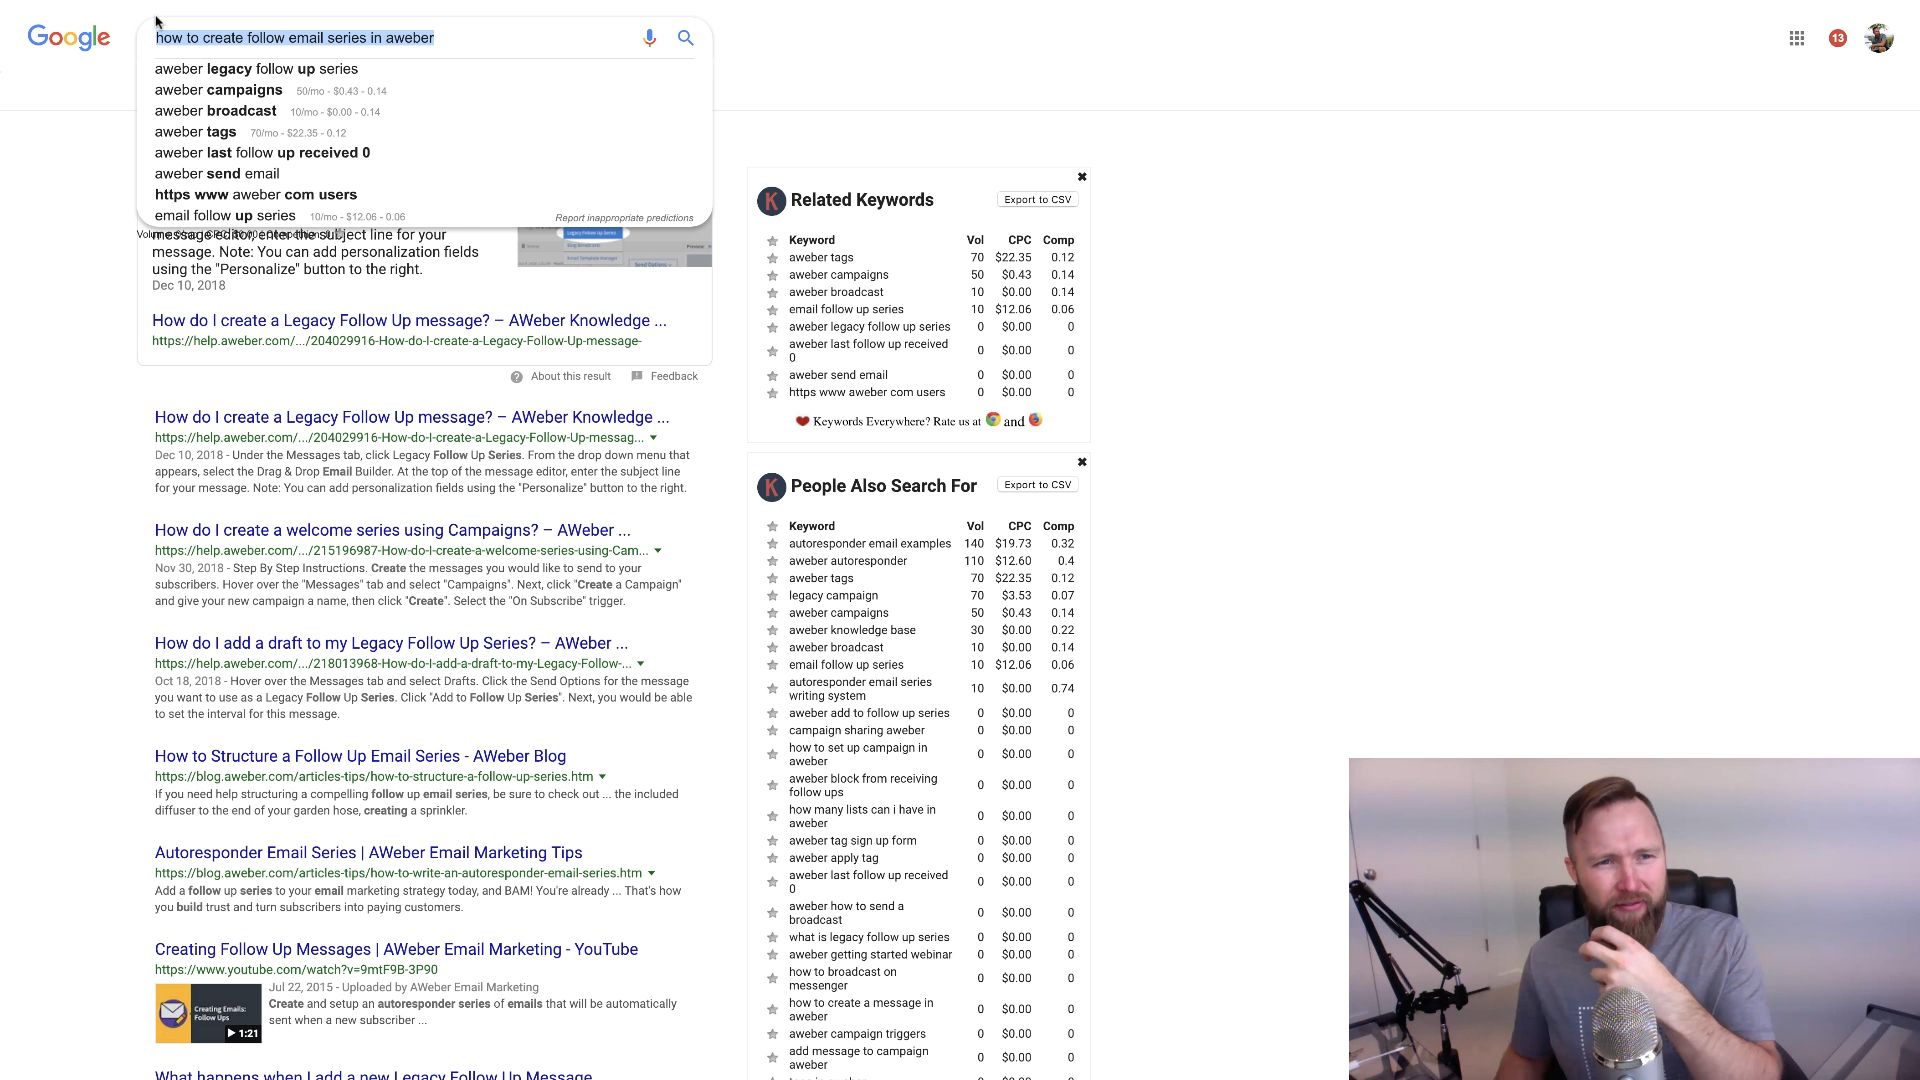 Google
how to create follow email series in aweber
aweber legacy follow up series
aweber campaigns 50/mo - $0.43 - 0.14
aweber broadcast 10/mo - $0.00 - 0.14
aweber tags 70/mo - $22.35 - 0.12
aweber last follow up received 0
aweber send email
https www aweber com users
email follow up series 10/mo - $12.06 - 0.06
Report inappropriate predictions
13
message editor, enter the subject line for your
message. Note: You can add personalization fields
using the "Personalize" button to the right.
Dec 10, 2018
How do I create a Legacy Follow Up message? – AWeber Knowledge ...
https://help.aweber.com/.../204029916-How-do-I-create-a-Legacy-Follow-Up-message-
About this result
Feedback
How do I create a Legacy Follow Up message? – AWeber Knowledge ...
https://help.aweber.com/.../204029916-How-do-I-create-a-Legacy-Follow-Up-messag...
Dec 10, 2018 - Under the Messages tab, click Legacy Follow Up Series. From the drop down menu that
appears, select the Drag & Drop Email Builder. At the top of the message editor, enter the subject line
for your message. Note: You can add personalization fields using the "Personalize" button to the right.
How do I create a welcome series using Campaigns? – AWeber ...
https://help.aweber.com/.../215196987-How-do-I-create-a-welcome-series-using-Cam...
Nov 30, 2018 - Step By Step Instructions. Create the messages you would like to send to your
subscribers. Hover over the "Messages" tab and select "Campaigns". Next, click "Create a Campaign"
and give your new campaign a name, then click "Create". Select the "On Subscribe" trigger.
How do I add a draft to my Legacy Follow Up Series? – AWeber ...
https://help.aweber.com/.../218013968-How-do-I-add-a-draft-to-my-Legacy-Follow-...
Oct 18, 2018 - Hover over the Messages tab and select Drafts. Click the Send Options for the message
you want to use as a Legacy Follow Up Series. Click "Add to Follow Up Series". Next, you would be able
to set the interval for this message.
How to Structure a Follow Up Email Series - AWeber Blog
https://blog.aweber.com/articles-tips/how-to-structure-a-follow-up-series.htm
If you need help structuring a compelling follow up email series, be sure to check out ... the included
diffuser to the end of your garden hose, creating a sprinkler.
Autoresponder Email Series | AWeber Email Marketing Tips
https://blog.aweber.com/articles-tips/how-to-write-an-autoresponder-email-series.htm
Add a follow up series to your email marketing strategy today, and BAM! You're already ... That's how
you build trust and turn subscribers into paying customers.
Creating Follow Up Messages | AWeber Email Marketing - YouTube
https://www.youtube.com/watch?v=9mtF9B-3P90
Creating Emails:
Follow Ups
1:21
Jul 22, 2015 - Uploaded by AWeber Email Marketing
Create and setup an autoresponder series of emails that will be automatically
sent when a new subscriber ...
What happens when I add a new Legacy Follow Up Message
K Related Keywords Export to CSV
Keyword Vol CPC Comp
aweber tags 70 $22.35 0.12
aweber campaigns 50 $0.43 0.14
aweber broadcast 10 $0.00 0.14
email follow up series 10 $12.06 0.06
aweber legacy follow up series 0 $0.00 0
aweber last follow up received
0 0 $0.00 0
aweber send email 0 $0.00 0
https www aweber com users 0 $0.00 0
Keywords Everywhere? Rate us at and
K People Also Search For Export to CSV
Keyword Vol CPC Comp
autoresponder email examples 140 $19.73 0.32
aweber autoresponder 110 $12.60 0.4
aweber tags 70 $22.35 0.12
legacy campaign 70 $3.53 0.07
aweber campaigns 50 $0.43 0.14
aweber knowledge base 30 $0.00 0.22
aweber broadcast 10 $0.00 0.14
email follow up series 10 $12.06 0.06
autoresponder email series
writing system 10 $0.00 0.74
aweber add to follow up series 0 $0.00 0
campaign sharing aweber 0 $0.00 0
how to set up campaign in
aweber 0 $0.00 0
aweber block from receiving
follow ups 0 $0.00 0
how many lists can i have in
aweber 0 $0.00 0
aweber tag sign up form 0 $0.00 0
aweber apply tag 0 $0.00 0
aweber last follow up received
0 0 $0.00 0
aweber how to send a
broadcast 0 $0.00 0
what is legacy follow up series 0 $0.00 0
aweber getting started webinar 0 $0.00 0
how to broadcast on
messenger 0 $0.00 0
how to create a message in
aweber 0 $0.00 0
aweber campaign triggers 0 $0.00 0
add message to campaign
aweber 0 $0.00 0